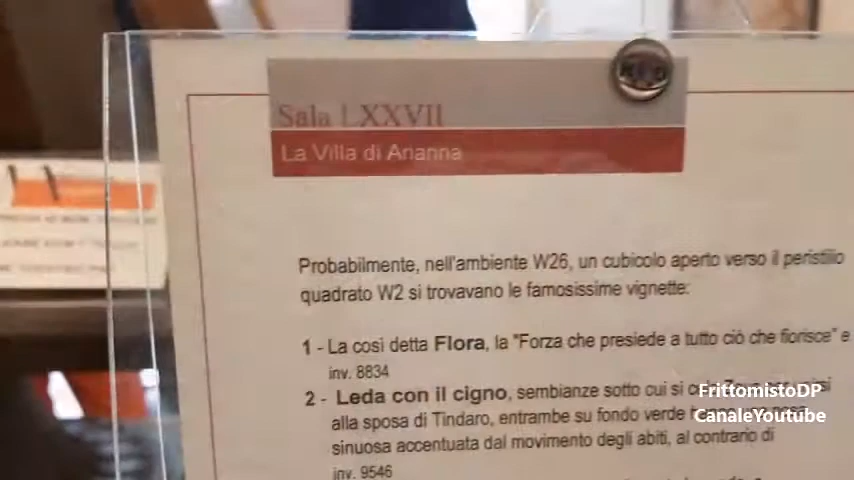 Sala LXXVII
La Villa di Arianna
Probabilmente, nell'ambiente W26, un cubicolo aperto verso il peristilio
quadrato W2 si trovavano le famosissime vignette:
1 - La così detta Flora, la "Forza che presiede a tutto ciò che fiorisce" e
inv. 8834
2 - Leda con il cigno, sembianze sotto cui si
alla sposa di Tindaro, entrambe su fondo verde
sinuosa accentuata dal movimento degli abiti, al contrario di
inv. 9546
FrittomistoDP
CanaleYoutube